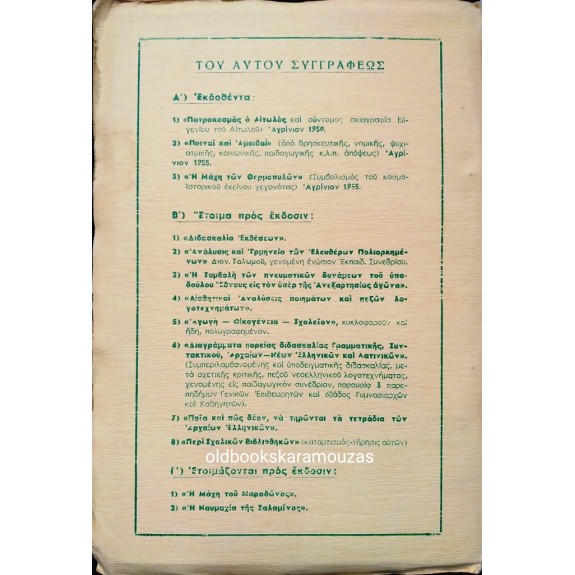 ΤΟΥ ΑΥΤΟΥ ΣΥΓΓΡΑΦΕΩΣ
Α′) Ἐκδοθέντα :
1) «Πατροκοσμᾶς ὁ Αἰτωλὸς καὶ σύντομος σκιαγραφία Εὐ-
γενίου τοῦ Αἰτωλοῦ» Ἀγρίνιον 1950.
2) «Ποιναὶ καὶ Ἀμοιβαί» (ἀπὸ θρησκευτικῆς, νομικῆς, ψυχι-
ατρικῆς, κοινωνικῆς, παιδαγωγικῆς κ.λ.π. ἀπόψεως) Ἀγρί-
νιον 1955.
3) «Ἡ Μάχη τῶν Θερμοπυλῶν» (Συμβολισμὸς τοῦ κοσμο-
ϊστορικοῦ ἐκείνου γεγονότος) Ἀγρίνιον 1955.
Β′) Ἕτοιμα πρὸς ἔκδοσιν :
1) «Διδασκαλία Ἐκθέσεων».
2) «Ἀνάλυσις καὶ Ἑρμηνεία τῶν Ἐλευθέρων Πολιορκημέ-
νων» Διον. Σολωμοῦ, γενομένη ἐνώπιον Ἐκπαιδ. Συνεδρίου.
3) «Ἡ Συμβολὴ τῶν πνευματικῶν δυνάμεων τοῦ ὑπο-
δούλου Ἔθνους εἰς τὸν ὑπὲρ τῆς Ἀνεξαρτησίας ἀγῶνα».
4) «Αἰσθητικαὶ Ἀναλύσεις ποιημάτων καὶ πεζῶν λο-
γοτεχνημάτων».
5) «Ἀγωγὴ — Οἰκογένεια — Σχολεῖον», κυκλοφοροῦν καὶ
ἤδη, πολυγραφημένον.
6) «Διαγράμματα πορείας διδασκαλίας Γραμματικῆς, Συν-
τακτικοῦ, Ἀρχαίων—Νέων Ἑλληνικῶν καὶ Λατινικῶν».
(Συμπεριλαμβανομένης καὶ ὑποδειγματικῆς διδασκαλίας, με-
τὰ σχετικῆς κριτικῆς, πεζοῦ νεοελληνικοῦ λογοτεχνήματος,
γενομένης εἰς παιδαγωγικὸν συνέδριον, παρουσίᾳ 3 παρε-
πιδήμων Γενικῶν Ἐπιθεωρητῶν καὶ 60άδος Γυμνασιαρχῶν
καὶ Καθηγητῶν).
7) «Ποῖα καὶ πῶς δέον, νὰ τηρῶνται τὰ τετράδια τῶν
Ἀρχαίων Ἑλληνικῶν».
8) «Περὶ Σχολικῶν Βιβλιοθηκῶν» (καταρτισμὸς-τήρησις αὐτῶν)
oldbookskaramouzas
Γ′) Ἑτοιμάζονται πρὸς ἔκδοσιν :
1) «Ἡ Μάχη τοῦ Μαραθῶνος».
2) «Ἡ Ναυμαχία τῆς Σαλαμῖνος».